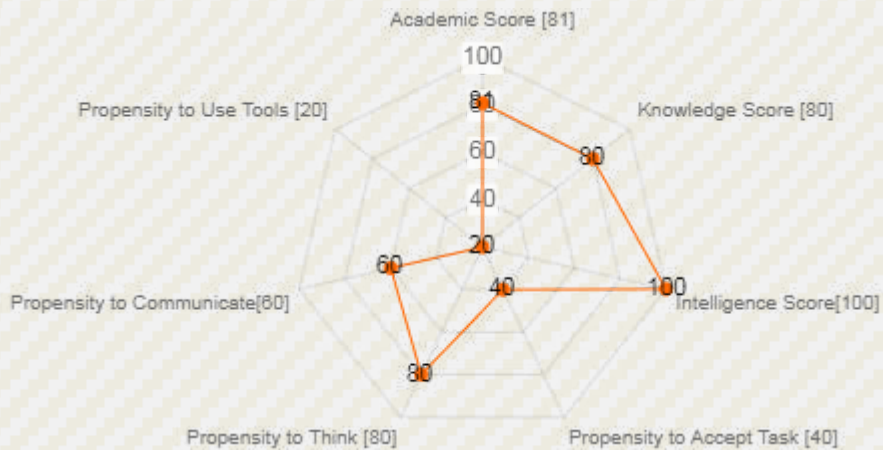 Academic Score [81]
100
Propensity to Use Tools [20]
81
Knowledge Score [80]
60
80
40
20
60
40
100
Propensity to Communicate[60]
Intelligence Score[100]
80
Propensity to Think [80]
Propensity to Accept Task [40]